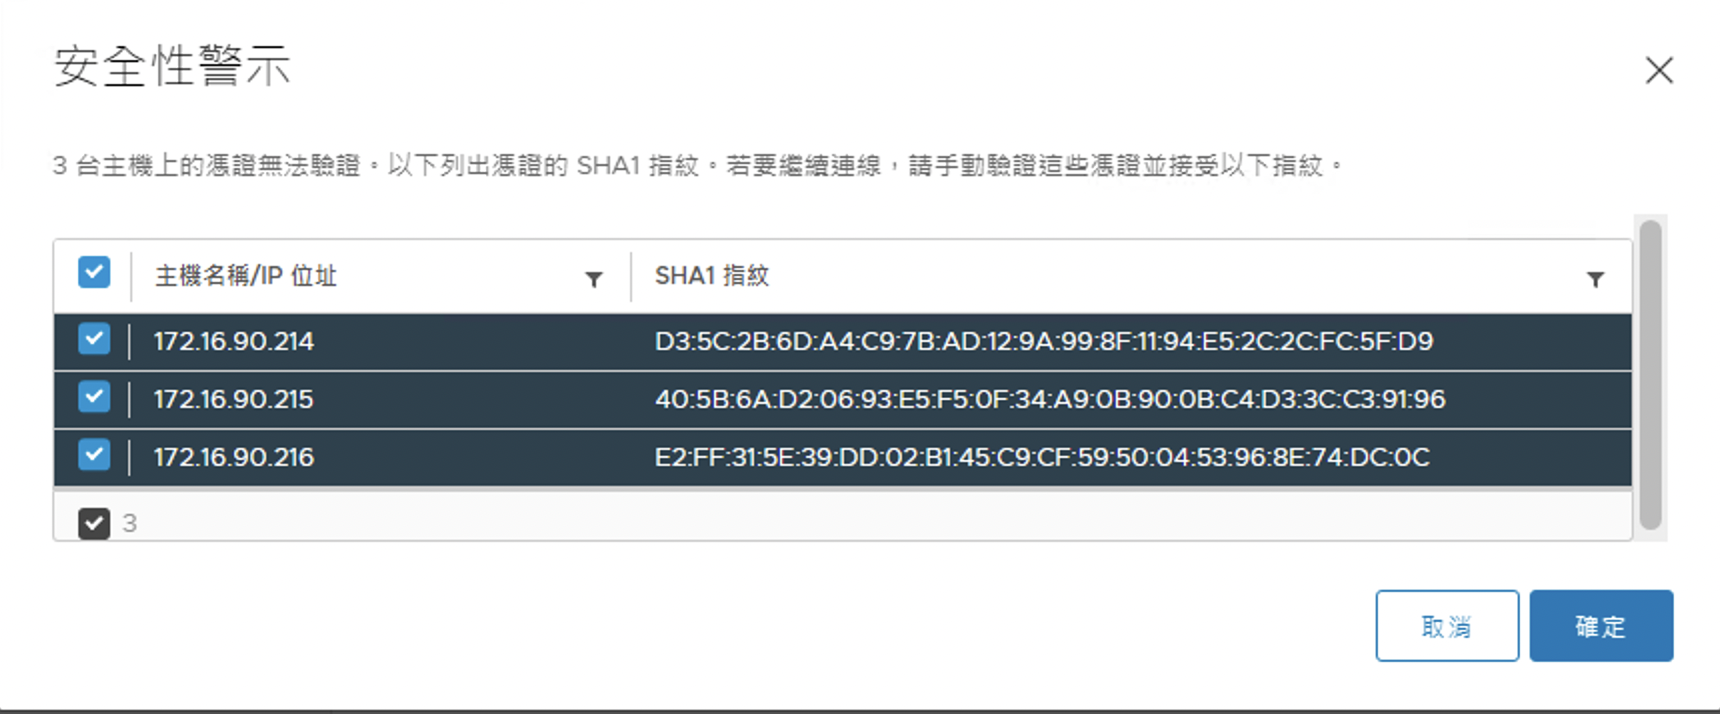 安全性警示
3 台主機上的憑證無法驗證。以下列出憑證的 SHA1 指紋。若要繼續連線，請手動驗證這些憑證並接受以下指紋。
主機名稱/IP 位址 SHA1 指紋
172.16.90.214 D3:5C:2B:6D:A4:C9:7B:AD:12:9A:99:8F:11:94:E5:2C:2C:FC:5F:D9
172.16.90.215 40:5B:6A:D2:06:93:E5:F5:0F:34:A9:0B:90:0B:C4:D3:3C:C3:91:96
172.16.90.216 E2:FF:31:5E:39:DD:02:B1:45:C9:CF:59:50:04:53:96:8E:74:DC:0C
3
取消 確定